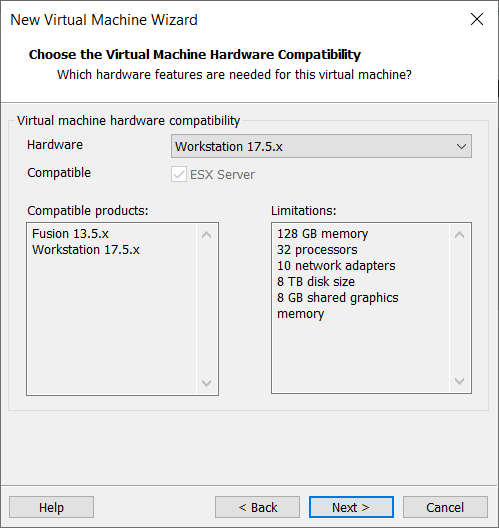 New Virtual Machine Wizard
Choose the Virtual Machine Hardware Compatibility
Which hardware features are needed for this virtual machine?
Virtual machine hardware compatibility
Hardware
Workstation 17.5.x
Compatible
ESX Server
Compatible products:
Fusion 13.5.x
Workstation 17.5.x
Limitations:
128 GB memory
32 processors
10 network adapters
8 TB disk size
8 GB shared graphics
memory
Help
< Back
Next >
Cancel